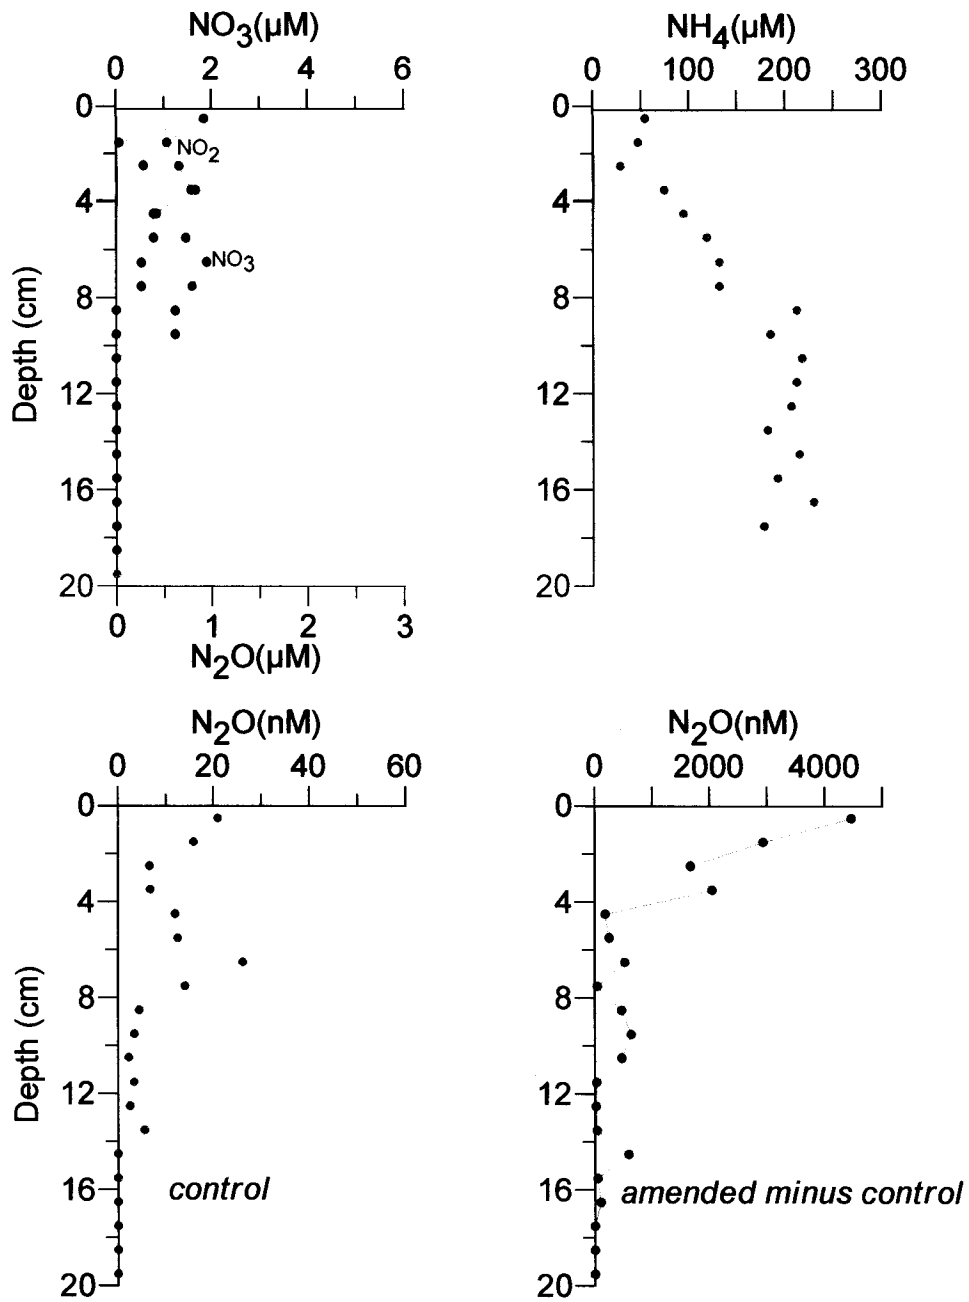 NO3(µM)
0 2 4 6
0
4
8
12
16
20
Depth (cm)
NO2
NO3
0 1 2 3
N2O(µM)
NH4(µM)
0 100 200 300
0
4
8
12
16
20
N2O(nM)
0 20 40 60
0
4
8
12
16
20
Depth (cm)
control
N2O(nM)
0 2000 4000
0
4
8
12
16
20
amended minus control